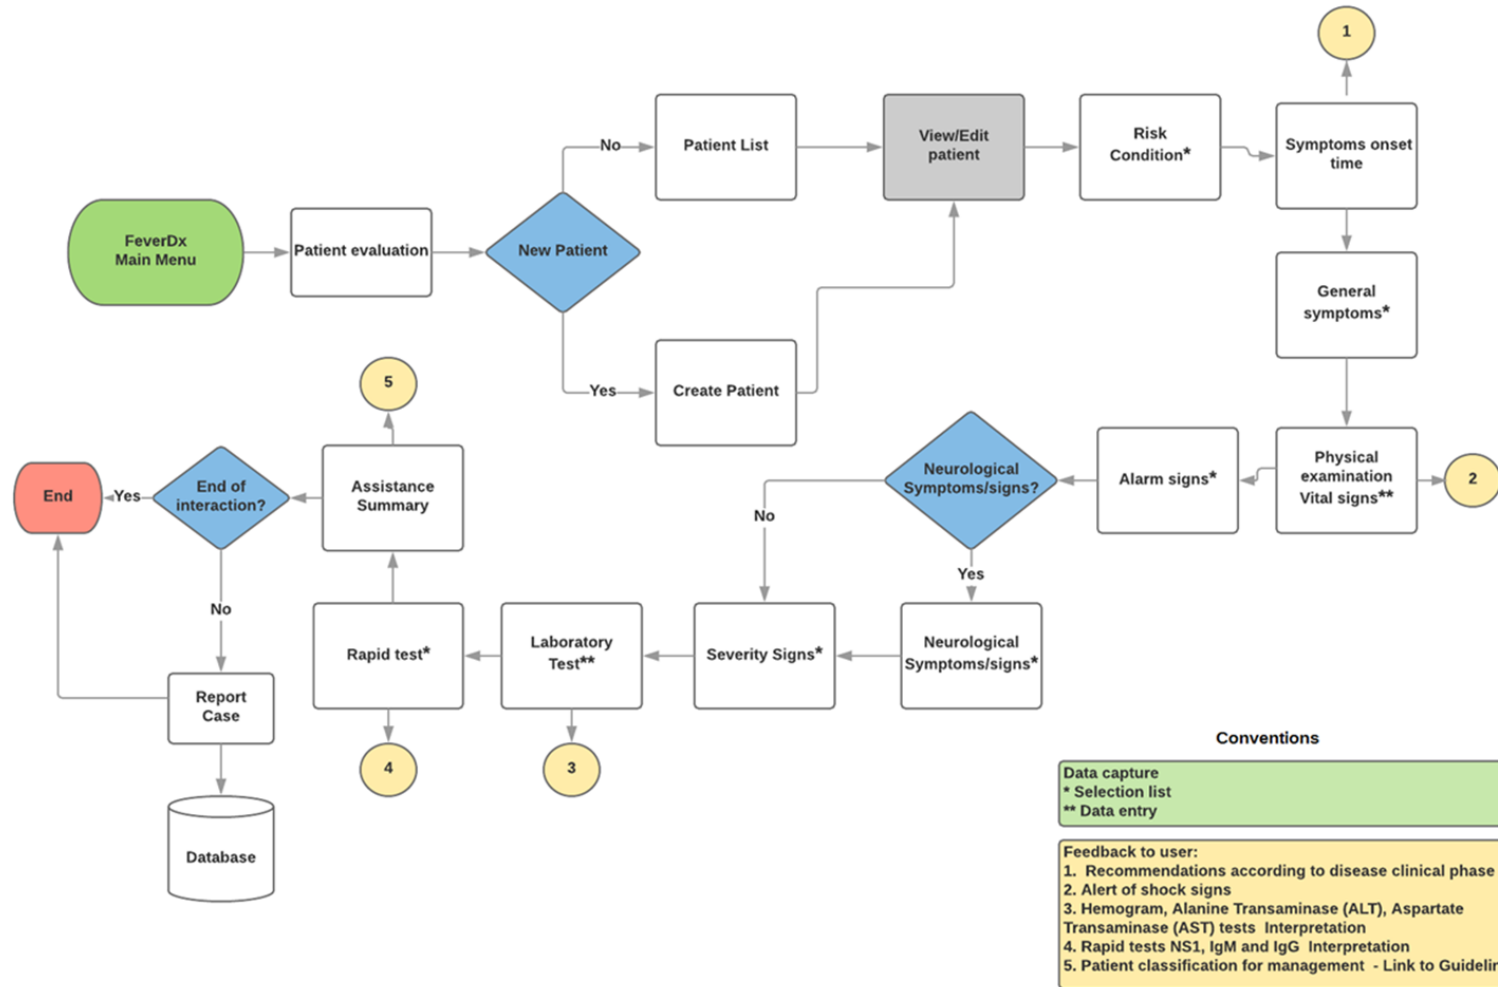 1
FeverDx
Main Menu
Patient evaluation
New Patient
No
Patient List
View/Edit
patient
Risk
Condition*
Symptoms onset
time
General
symptoms*
Yes
Create Patient
5
End
Yes
End of
interaction?
Assistance
Summary
Neurological
Symptoms/signs?
Alarm signs*
Physical
examination
Vital signs**
2
No
Yes
No
Rapid test*
Laboratory
Test**
Severity Signs*
Neurological
Symptoms/signs*
Report
Case
4
3
Database
Conventions
Data capture
* Selection list
** Data entry
Feedback to user:
1. Recommendations according to disease clinical phase
2. Alert of shock signs
3. Hemogram, Alanine Transaminase (ALT), Aspartate
Transaminase (AST) tests Interpretation
4. Rapid tests NS1, IgM and IgG Interpretation
5. Patient classification for management - Link to